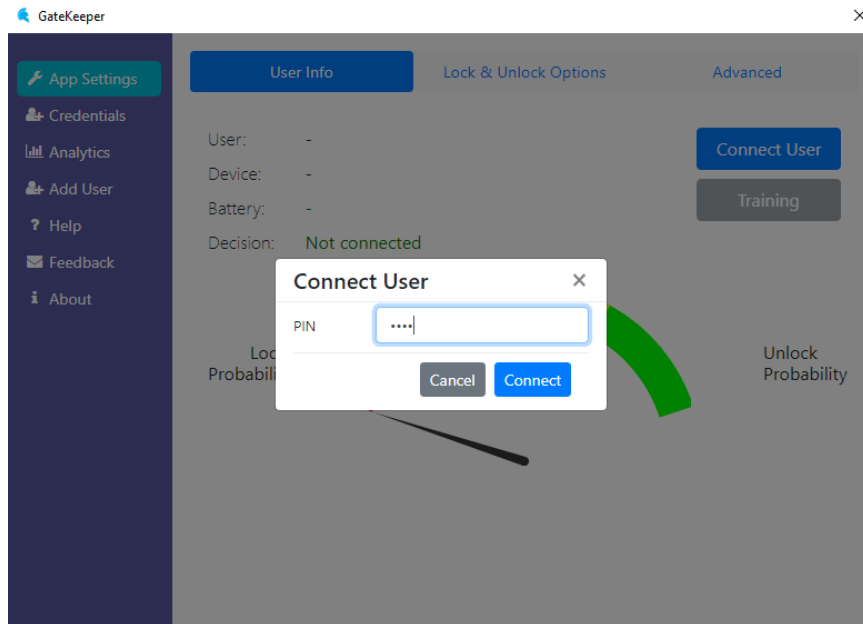 GateKeeper
App Settings
Credentials
Analytics
Add User
Help
Feedback
About
User Info
Lock & Unlock Options
Advanced
User: -
Device: -
Battery: -
Decision: Not connected
Connect User
Training
Connect User
PIN ••••
Cancel
Connect
Unlock
Probability